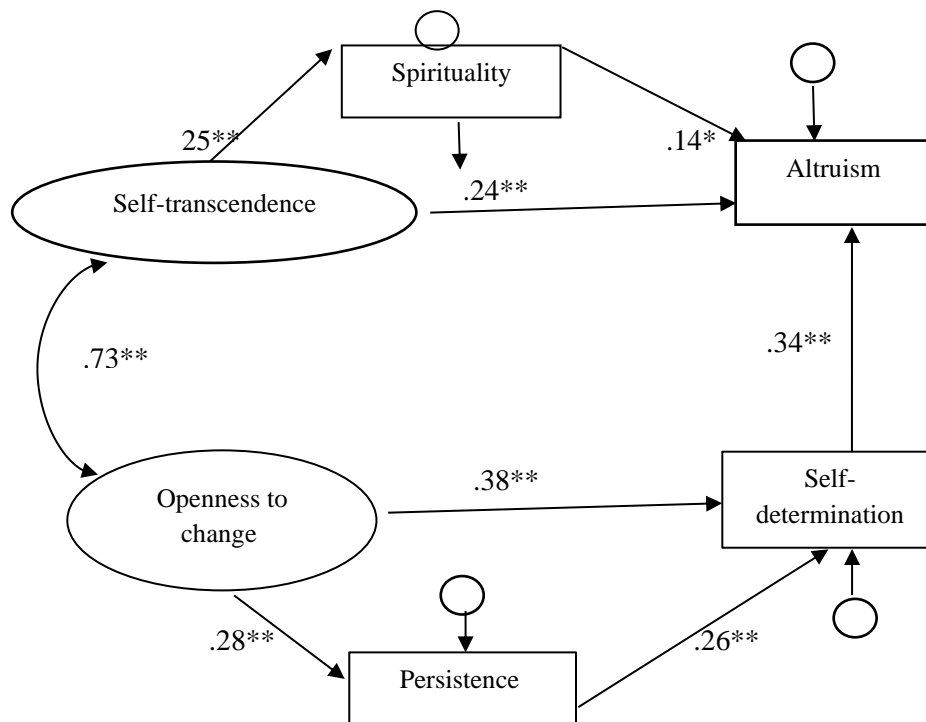 Spirituality
25**
.14*
Altruism
Self-transcendence
.24**
.73**
.34**
Openness to
change
.38**
Self-
determination
.28**
.26**
Persistence